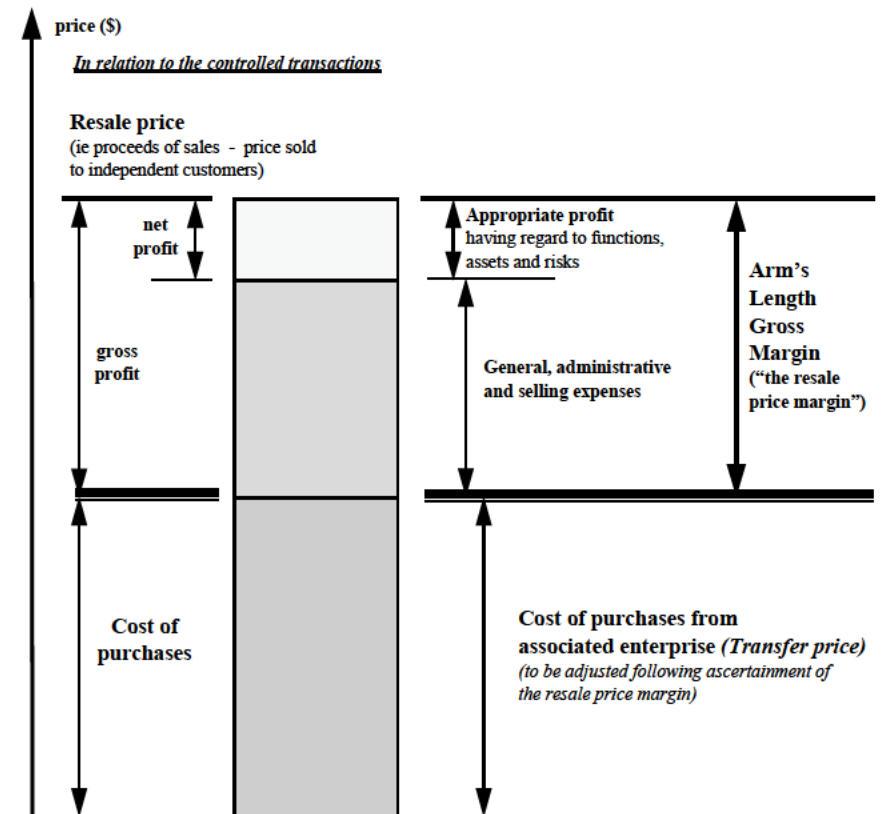 price ($)
In relation to the controlled transactions
Resale price
(ie proceeds of sales - price sold
to independent customers)
net
profit
Appropriate profit
having regard to functions,
assets and risks
Arm's
Length
Gross
Margin
("the resale
price margin")
gross
profit
General, administrative
and selling expenses
Cost of
purchases
Cost of purchases from
associated enterprise (Transfer price)
(to be adjusted following ascertainment of
the resale price margin)